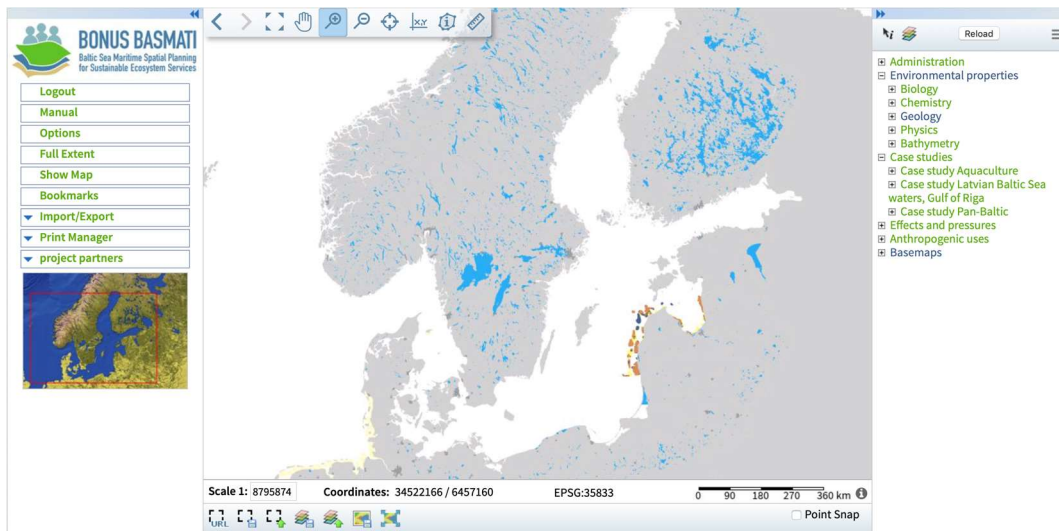 BONUS BASMATI
Baltic Sea Maritime Spatial Planning
for Sustainable Ecosystem Services
Logout
Manual
Options
Full Extent
Show Map
Bookmarks
Import/Export
Print Manager
project partners
X,Y
Scale 1: 8795874
Coordinates: 34522166 / 6457160
EPSG:35833
0 90 180 270 360 km
URL
Point Snap
Reload
Administration
Environmental properties
Biology
Chemistry
Geology
Physics
Bathymetry
Case studies
Case study Aquaculture
Case study Latvian Baltic Sea
waters, Gulf of Riga
Case study Pan-Baltic
Effects and pressures
Anthropogenic uses
Basemaps